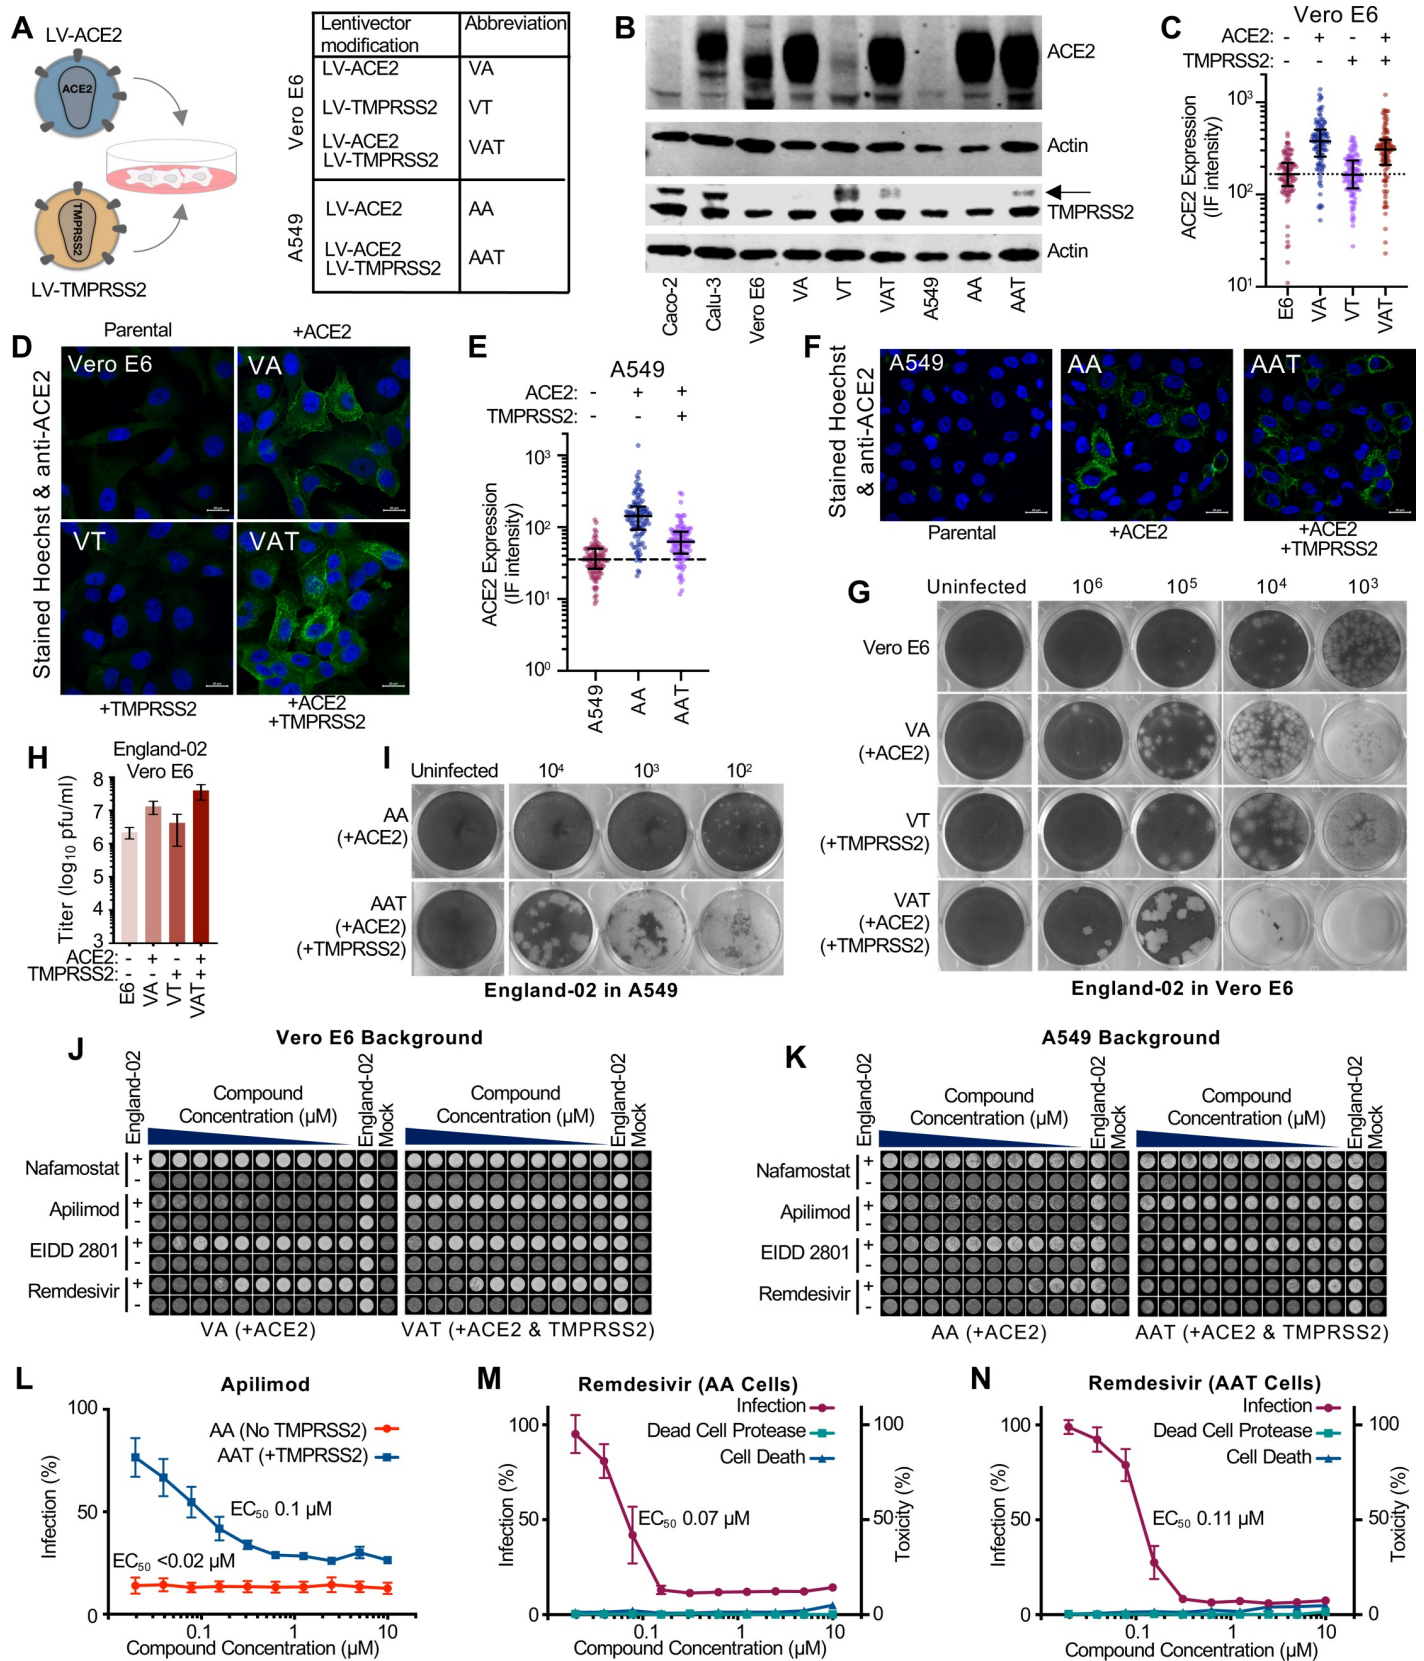 A
LV-ACE2
ACE2
TMPRSS2
LV-TMPRSS2
Lentivector modification
Abbreviation
Vero E6
LV-ACE2
VA
LV-TMPRSS2
VT
LV-ACE2
LV-TMPRSS2
VAT
A549
LV-ACE2
AA
LV-ACE2
LV-TMPRSS2
AAT
B
ACE2
Actin
TMPRSS2
Actin
Caco-2
Calu-3
Vero E6
VA
VT
VAT
A549
AA
AAT
C
Vero E6
ACE2: - + - +
TMPRSS2: - - + +
ACE2 Expression
(IF intensity)
10³
10²
10¹
E6
VA
VT
VAT
D
Parental
+ACE2
Stained Hoechst & anti-ACE2
Vero E6
VA
VT
VAT
+TMPRSS2
+ACE2
+TMPRSS2
E
A549
ACE2: - + +
TMPRSS2: - - +
ACE2 Expression
(IF intensity)
10³
10²
10¹
10⁰
A549
AA
AAT
F
Stained Hoechst
& anti-ACE2
A549
AA
AAT
Parental
+ACE2
+ACE2
+TMPRSS2
G
Uninfected 10⁶ 10⁵ 10⁴ 10³
Vero E6
VA
(+ACE2)
VT
(+TMPRSS2)
VAT
(+ACE2)
(+TMPRSS2)
England-02 in Vero E6
H
England-02
Vero E6
Titer (log₁₀ pfu/ml)
8
7
6
5
4
3
ACE2: - + - +
TMPRSS2: - - + +
E6
VA
VT
VAT
I
Uninfected 10⁴ 10³ 10²
AA
(+ACE2)
AAT
(+ACE2)
(+TMPRSS2)
England-02 in A549
J
Vero E6 Background
England-02
Compound
Concentration (µM)
England-02
Mock
Compound
Concentration (µM)
England-02
Mock
Nafamostat + -
Apilimod + -
EIDD 2801 + -
Remdesivir + -
VA (+ACE2)
VAT (+ACE2 & TMPRSS2)
K
A549 Background
England-02
Compound
Concentration (µM)
England-02
Mock
Compound
Concentration (µM)
England-02
Mock
Nafamostat + -
Apilimod + -
EIDD 2801 + -
Remdesivir + -
AA (+ACE2)
AAT (+ACE2 & TMPRSS2)
L
Apilimod
AA (No TMPRSS2)
AAT (+TMPRSS2)
EC₅₀ 0.1 µM
EC₅₀ <0.02 µM
Infection (%)
100
50
0
0.1 1 10
Compound Concentration (µM)
M
Remdesivir (AA Cells)
Infection
Dead Cell Protease
Cell Death
EC₅₀ 0.07 µM
Infection (%)
100
50
0
Toxicity (%)
100
50
0
0.1 1 10
Compound Concentration (µM)
N
Remdesivir (AAT Cells)
Infection
Dead Cell Protease
Cell Death
EC₅₀ 0.11 µM
Infection (%)
100
50
0
Toxicity (%)
100
50
0
0.1 1 10
Compound Concentration (µM)